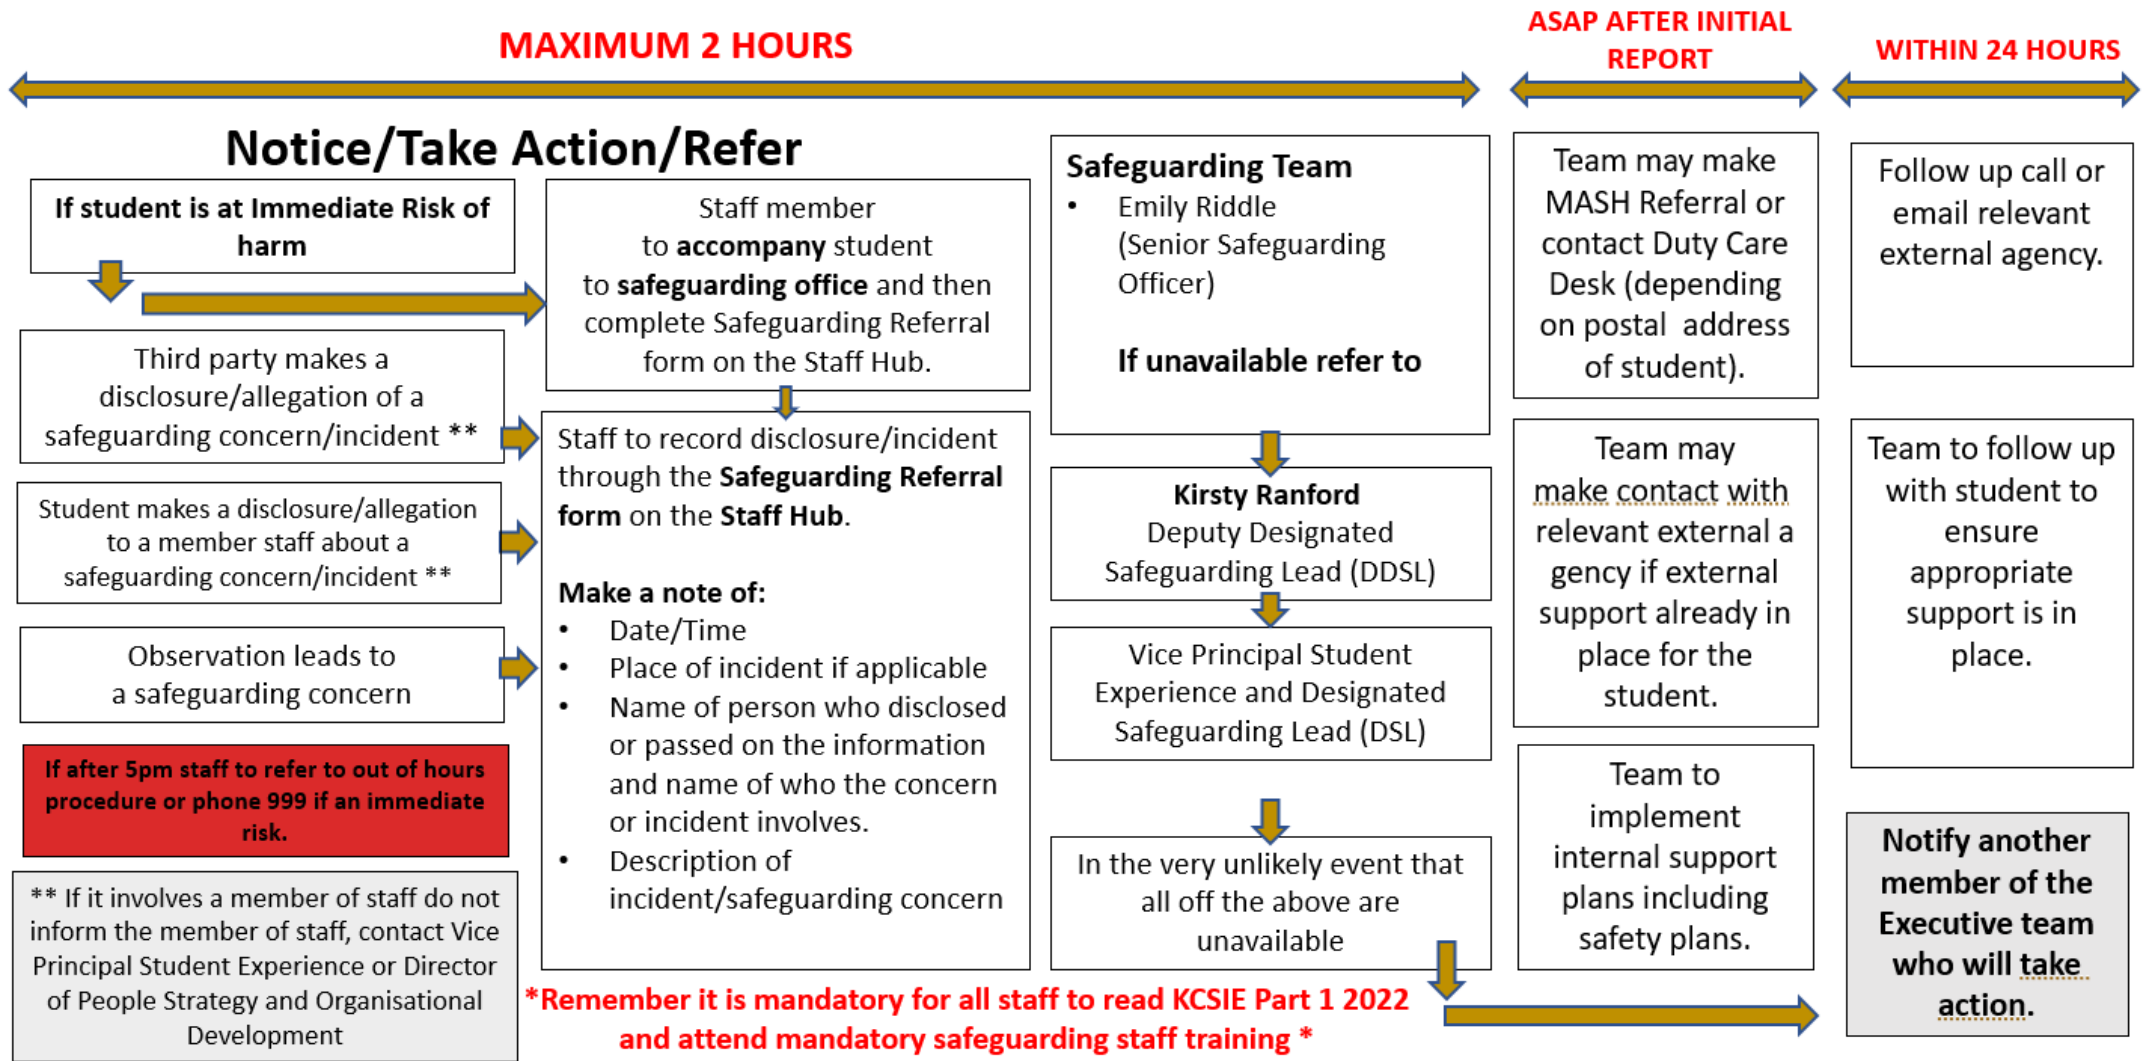 MAXIMUM 2 HOURS
ASAP AFTER INITIAL
REPORT
WITHIN 24 HOURS
Notice/Take Action/Refer
If student is at Immediate Risk of
harm
Third party makes a
disclosure/allegation of a
safeguarding concern/incident **
Student makes a disclosure/allegation
to a member staff about a
safeguarding concern/incident **
Observation leads to
a safeguarding concern
If after 5pm staff to refer to out of hours
procedure or phone 999 if an immediate
risk.
** If it involves a member of staff do not
inform the member of staff, contact Vice
Principal Student Experience or Director
of People Strategy and Organisational
Development
Staff member
to accompany student
to safeguarding office and then
complete Safeguarding Referral
form on the Staff Hub.
Staff to record disclosure/incident
through the Safeguarding Referral
form on the Staff Hub.
Make a note of:
• Date/Time
• Place of incident if applicable
• Name of person who disclosed
or passed on the information
and name of who the concern
or incident involves.
• Description of
incident/safeguarding concern
*Remember it is mandatory for all staff to read KCSIE Part 1 2022
and attend mandatory safeguarding staff training *
Safeguarding Team
• Emily Riddle
(Senior Safeguarding
Officer)
If unavailable refer to
Kirsty Ranford
Deputy Designated
Safeguarding Lead (DDSL)
Vice Principal Student
Experience and Designated
Safeguarding Lead (DSL)
In the very unlikely event that
all off the above are
unavailable
Team may make
MASH Referral or
contact Duty Care
Desk (depending
on postal address
of student).
Team may
make contact with
relevant external a
gency if external
support already in
place for the
student.
Team to
implement
internal support
plans including
safety plans.
Follow up call or
email relevant
external agency.
Team to follow up
with student to
ensure
appropriate
support is in
place.
Notify another
member of the
Executive team
who will take
action.